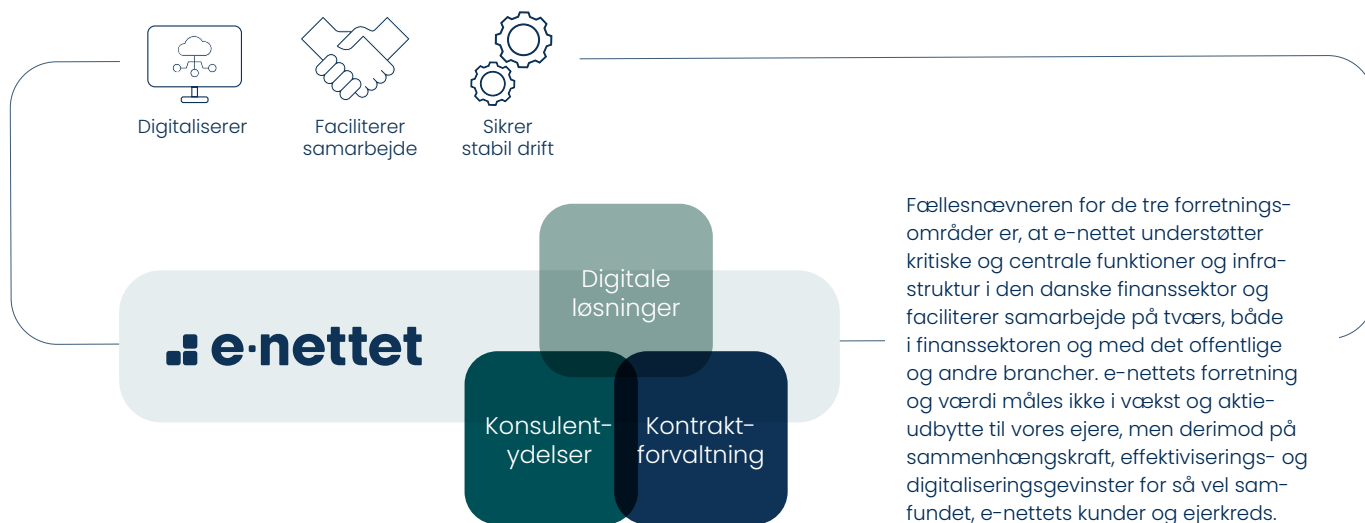 Digitaliserer
Faciliterer
samarbejde
Sikrer
stabil drift
e-nettet
Digitale
løsninger
Konsulent-
ydelser
Kontrakt-
forvaltning
Fællesnævneren for de tre forretnings-
områder er, at e-nettet understøtter
kritiske og centrale funktioner og infra-
struktur i den danske finanssektor og
faciliterer samarbejde på tværs, både
i finanssektoren og med det offentlige
og andre brancher. e-nettets forretning
og værdi måles ikke i vækst og aktie-
udbytte til vores ejere, men derimod på
sammenhængskraft, effektiviserings- og
digitaliseringsgevinster for så vel sam-
fundet, e-nettets kunder og ejerkreds.